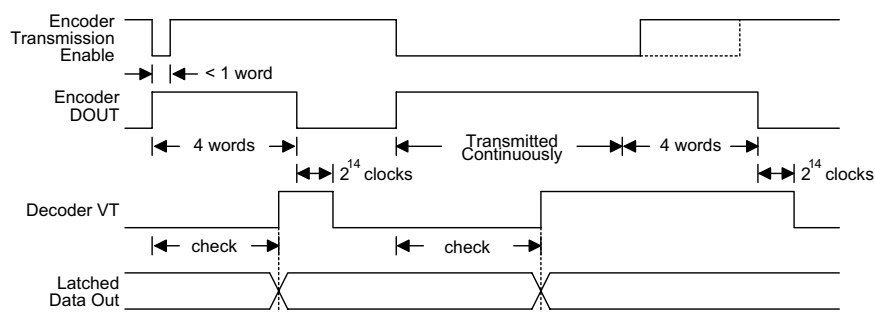 Encoder
Transmission
Enable
< 1 word
Encoder
DOUT
4 words
Transmitted
Continuously
4 words
2^14 clocks
2^14 clocks
Decoder VT
check
check
Latched
Data Out